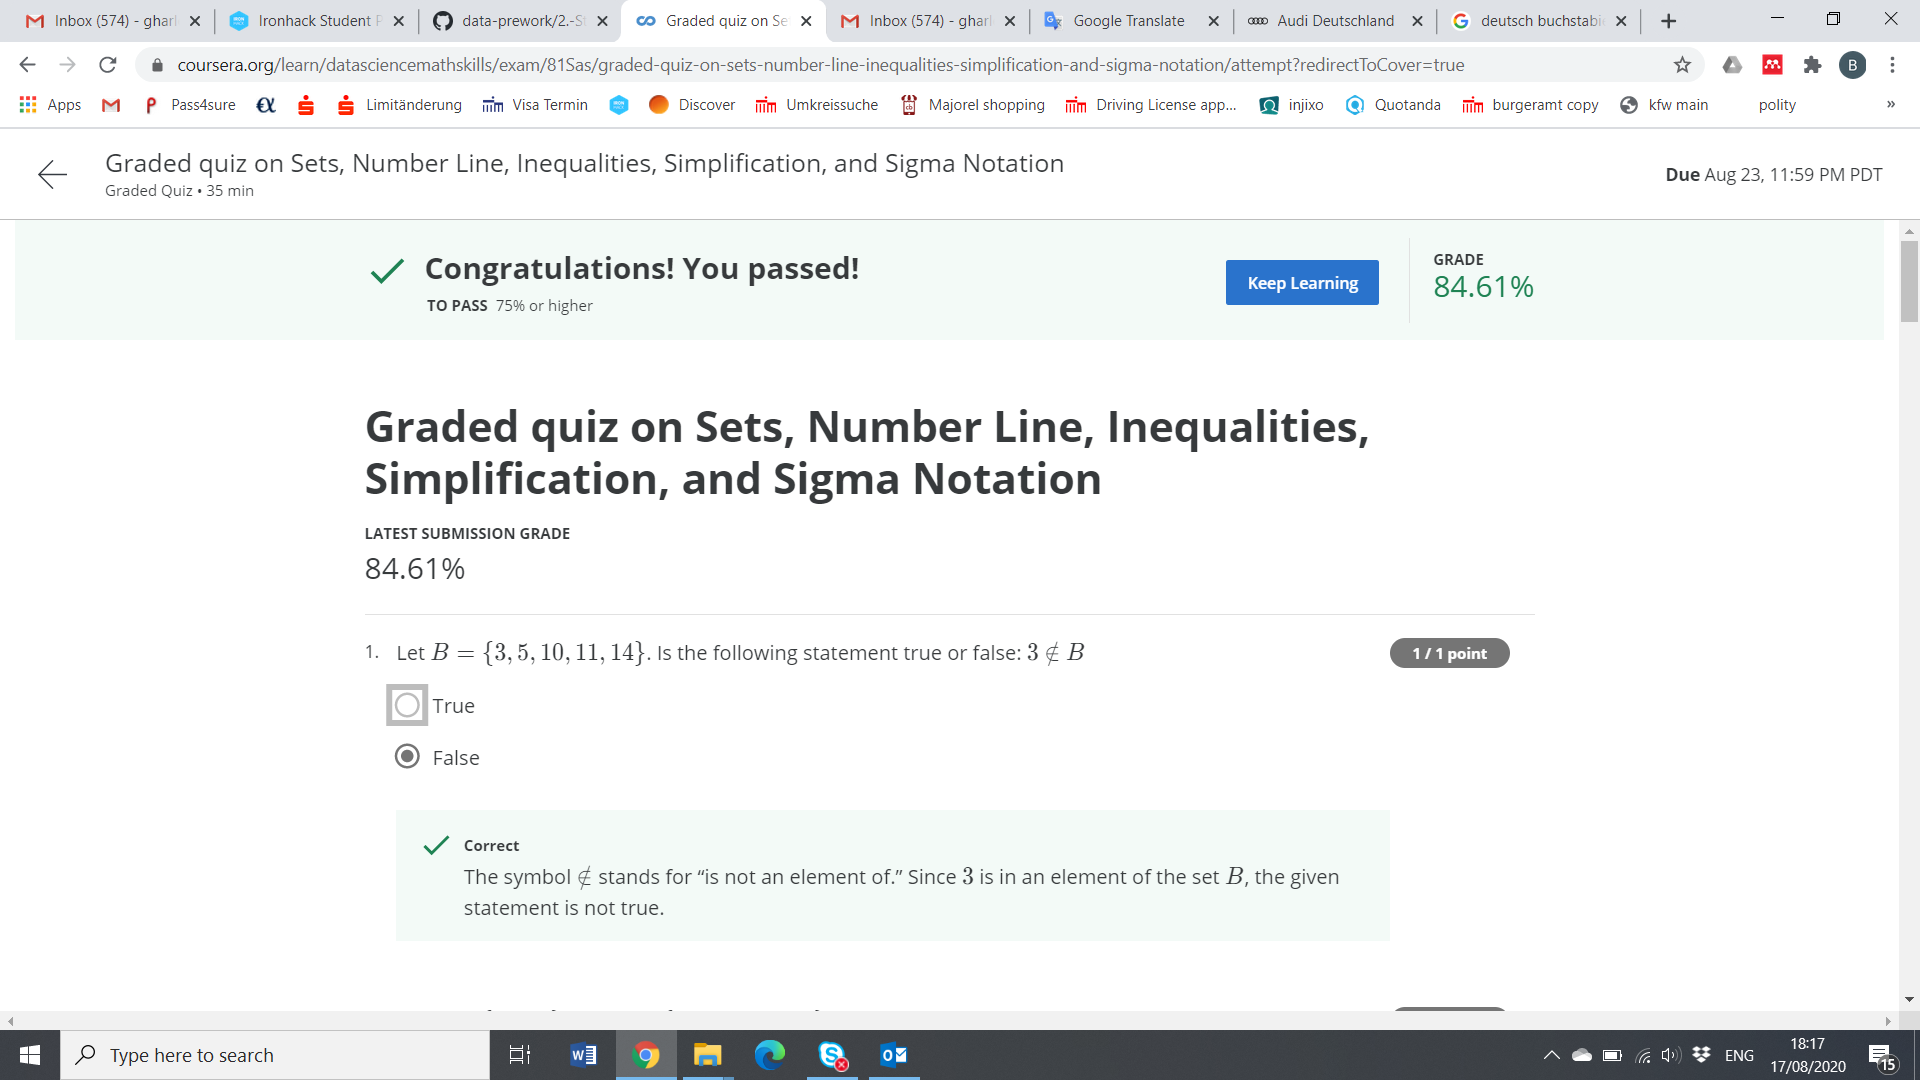 Inbox (574) - gharl
Ironhack Student P
data-prework/2.-St
Graded quiz on Se
Inbox (574) - gharl
Google Translate
Audi Deutschland
deutsch buchstabi
coursera.org/learn/datasciencemathskills/exam/81Sas/graded-quiz-on-sets-number-line-inequalities-simplification-and-sigma-notation/attempt?redirectToCover=true
B
Apps
Pass4sure
Limitänderung
Visa Termin
Discover
Umkreissuche
Majorel shopping
Driving License app...
injixo
Quotanda
burgeramt copy
kfw main
polity
»
Graded quiz on Sets, Number Line, Inequalities, Simplification, and Sigma Notation
Graded Quiz • 35 min
Due Aug 23, 11:59 PM PDT
Congratulations! You passed!
TO PASS 75% or higher
Keep Learning
GRADE
84.61%
Graded quiz on Sets, Number Line, Inequalities,
Simplification, and Sigma Notation
LATEST SUBMISSION GRADE
84.61%
1. Let B = {3, 5, 10, 11, 14}. Is the following statement true or false: 3 ∉ B
1 / 1 point
True
False
Correct
The symbol ∉ stands for “is not an element of.” Since 3 is in an element of the set B, the given
statement is not true.
Type here to search
ENG
18:17
17/08/2020
15